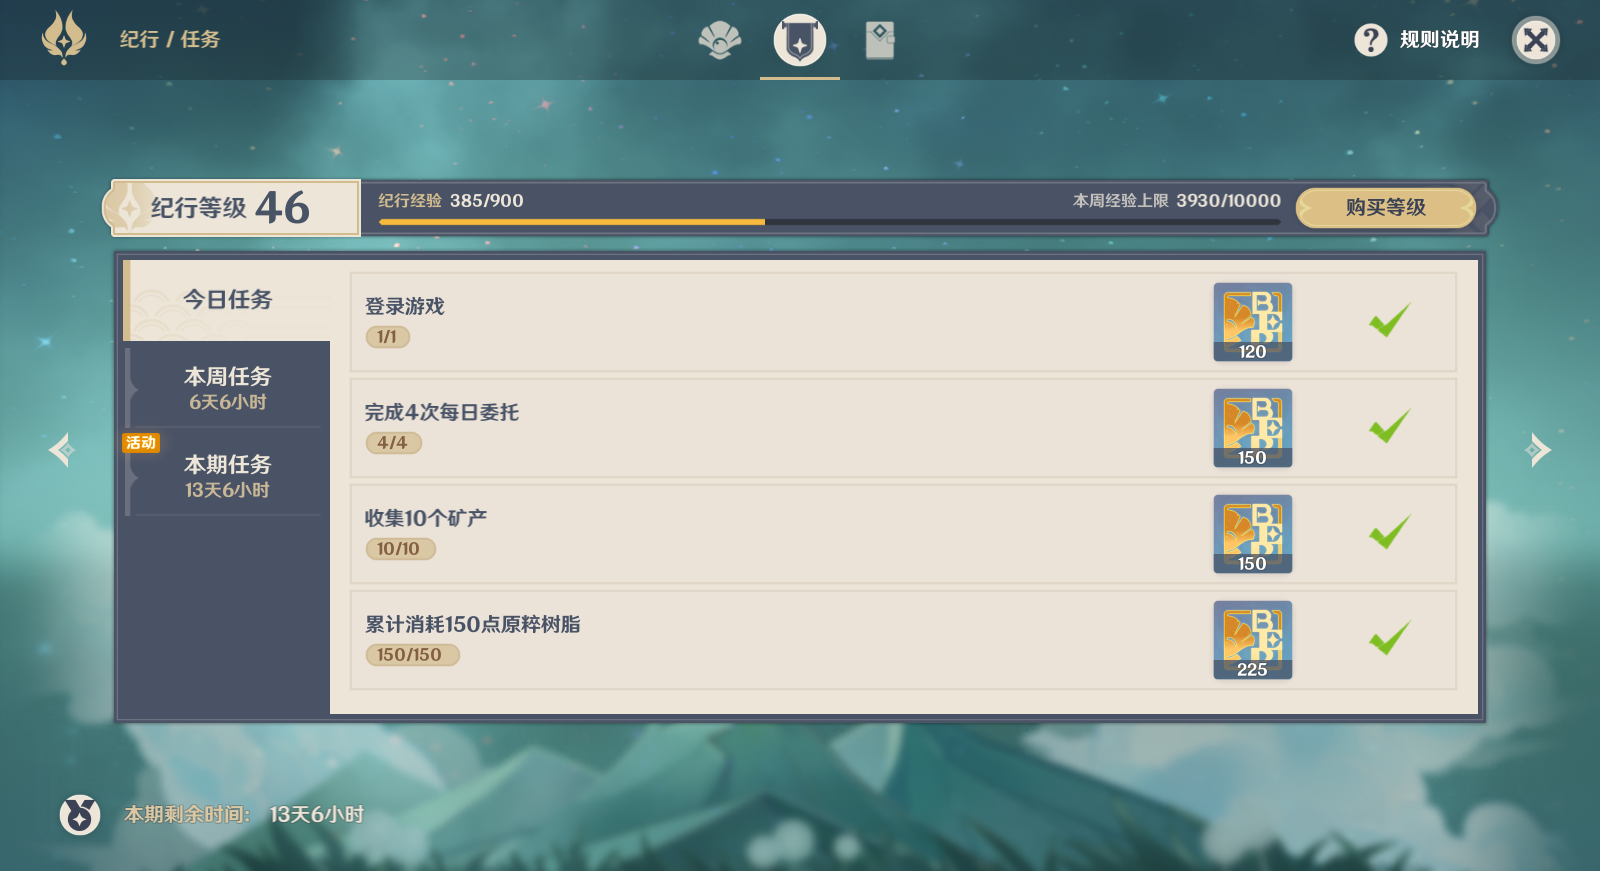 纪行 / 任务
规则说明
纪行等级 46
纪行经验 385/900
本周经验上限 3930/10000
购买等级
今日任务
本周任务
6天6小时
活动
本期任务
13天6小时
登录游戏
1/1
120
完成4次每日委托
4/4
150
收集10个矿产
10/10
150
累计消耗150点原粹树脂
150/150
225
本期剩余时间: 13天6小时